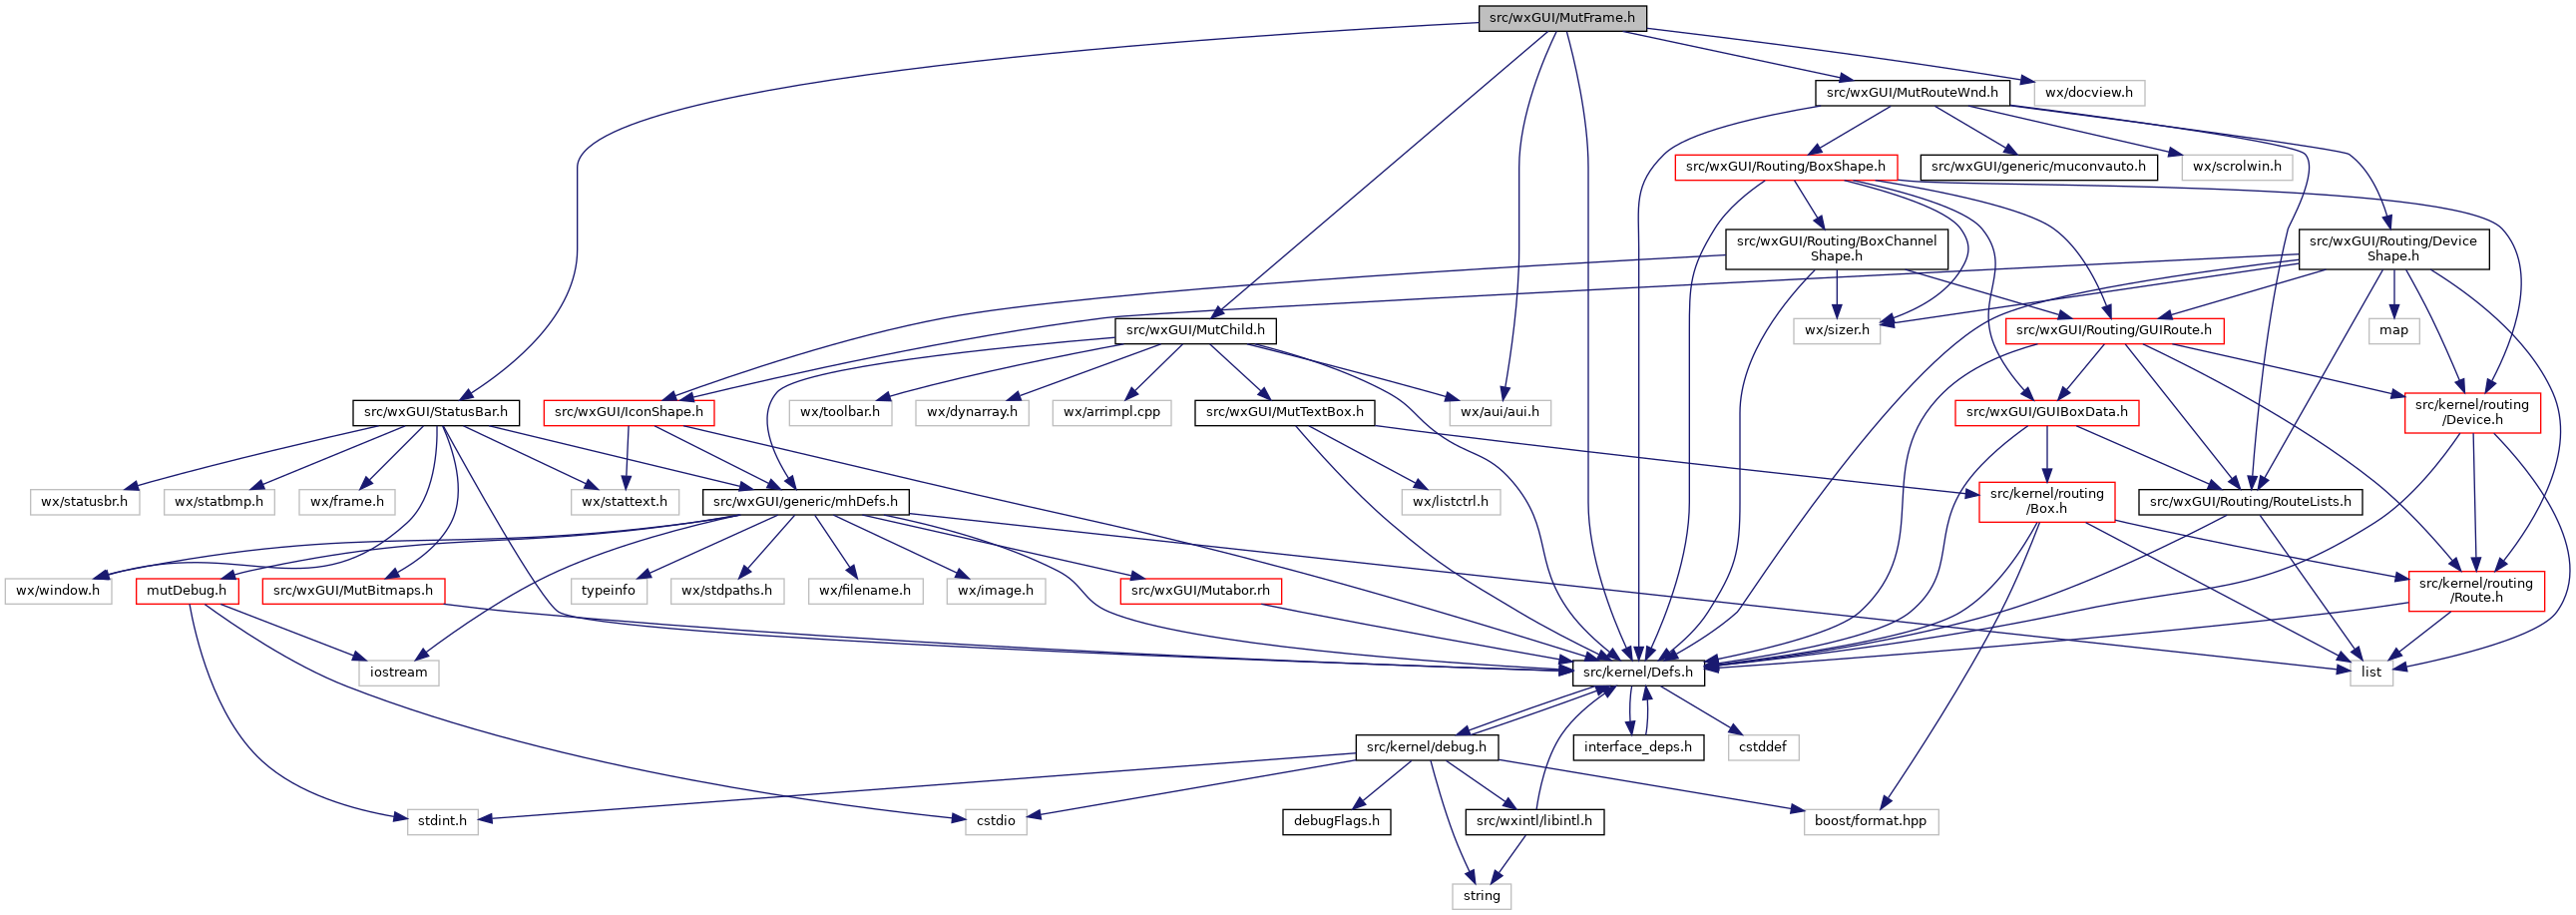 src/wxGUI/MutFrame.h
src/wxGUI/MutRouteWnd.h
wx/docview.h
src/wxGUI/Routing/BoxShape.h
src/wxGUI/generic/muconvauto.h
wx/scrolwin.h
src/wxGUI/Routing/BoxChannel
Shape.h
src/wxGUI/Routing/Device
Shape.h
src/wxGUI/MutChild.h
wx/sizer.h
src/wxGUI/Routing/GUIRoute.h
map
src/wxGUI/StatusBar.h
src/wxGUI/IconShape.h
wx/toolbar.h
wx/dynarray.h
wx/arrimpl.cpp
src/wxGUI/MutTextBox.h
wx/aui/aui.h
src/wxGUI/GUIBoxData.h
src/kernel/routing
/Device.h
wx/statusbr.h
wx/statbmp.h
wx/frame.h
wx/stattext.h
src/wxGUI/generic/mhDefs.h
wx/listctrl.h
src/kernel/routing
/Box.h
src/wxGUI/Routing/RouteLists.h
wx/window.h
mutDebug.h
src/wxGUI/MutBitmaps.h
typeinfo
wx/stdpaths.h
wx/filename.h
wx/image.h
src/wxGUI/Mutabor.rh
src/kernel/routing
/Route.h
iostream
src/kernel/Defs.h
list
src/kernel/debug.h
interface_deps.h
cstddef
stdint.h
cstdio
debugFlags.h
src/wxintl/libintl.h
boost/format.hpp
string